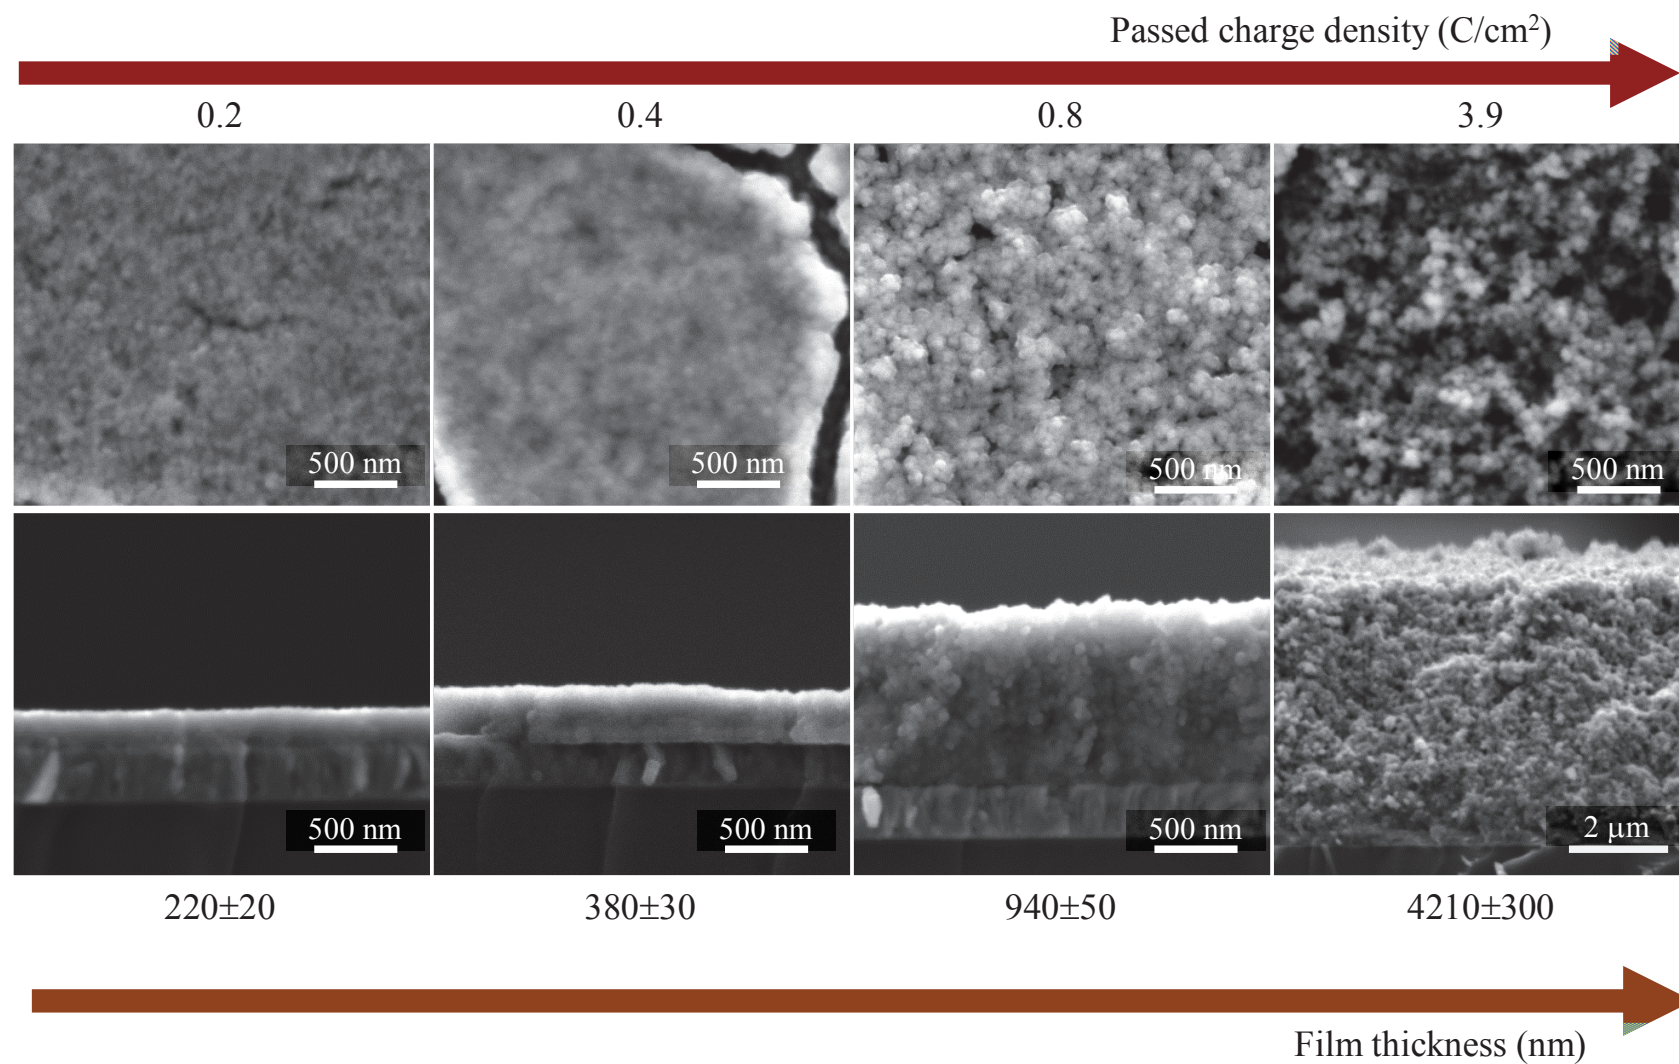 Passed charge density (C/cm²)
0.2
0.4
0.8
3.9
500 nm
500 nm
500 nm
500 nm
500 nm
500 nm
500 nm
2 μm
220±20
380±30
940±50
4210±300
Film thickness (nm)